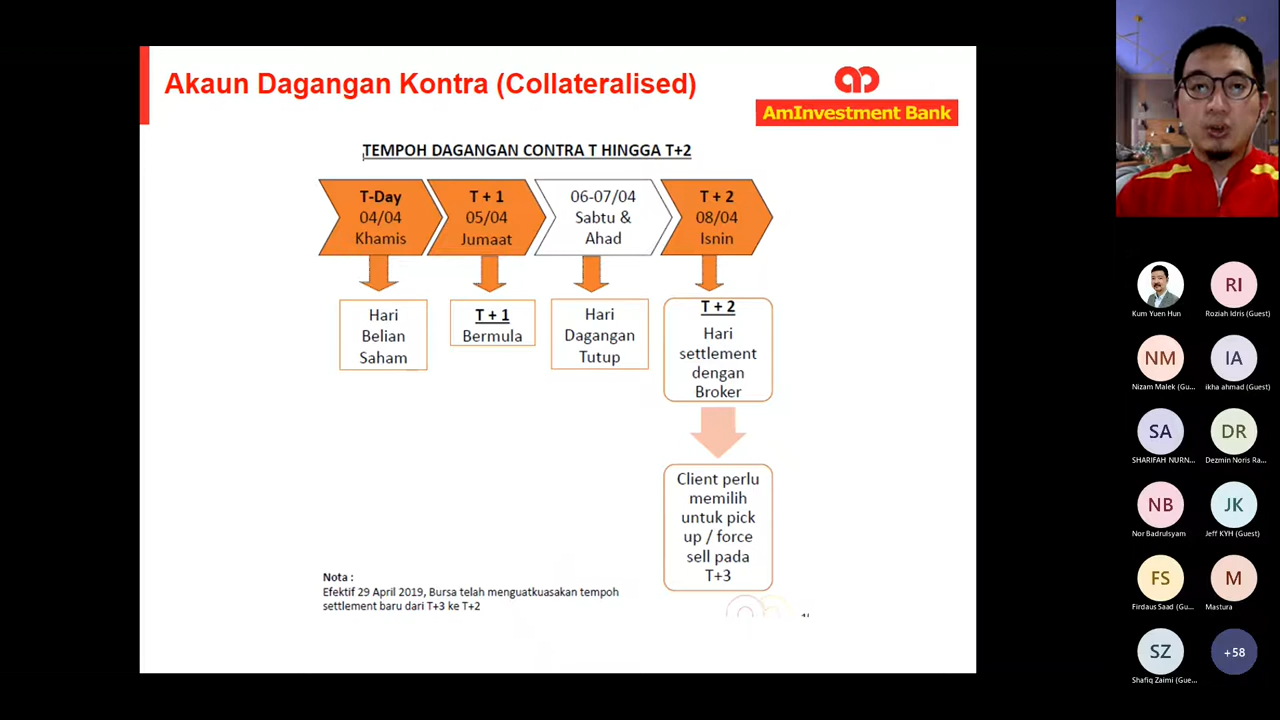 Akaun Dagangan Kontra (Collateralised)
AmInvestment Bank
TEMPOH DAGANGAN CONTRA T HINGGA T+2
T-Day
04/04
Khamis
T + 1
05/04
Jumaat
06-07/04
Sabtu &
Ahad
T + 2
08/04
Isnin
Hari
Belian
Saham
T + 1
Bermula
Hari
Dagangan
Tutup
T + 2
Hari
settlement
dengan
Broker
Client perlu
memilih
untuk pick
up / force
sell pada
T+3
Nota :
Efektif 29 April 2019, Bursa telah menguatkuasakan tempoh
settlement baru dari T+3 ke T+2
Kum Yuen Hun
RI
Roziah Idris (Guest)
NM
Nizam Malek (Gu...
IA
ikha ahmad (Guest)
SA
SHARIFAH NURN...
DR
Dezmin Noris Ra...
NB
Nor Badrulsyam
JK
Jeff KYH (Guest)
FS
Firdaus Saad (Gu...
M
Mastura
SZ
Shafiq Zaimi (Gue...
+58